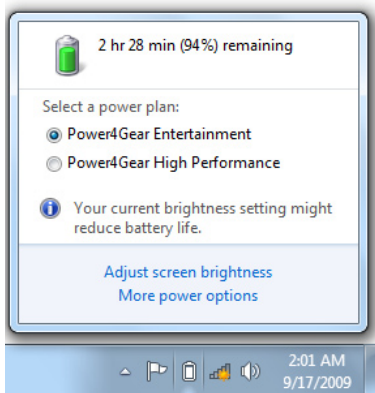 2 hr 28 min (94%) remaining
Select a power plan:
Power4Gear Entertainment
Power4Gear High Performance
Your current brightness setting might
reduce battery life.
Adjust screen brightness
More power options
2:01 AM
9/17/2009